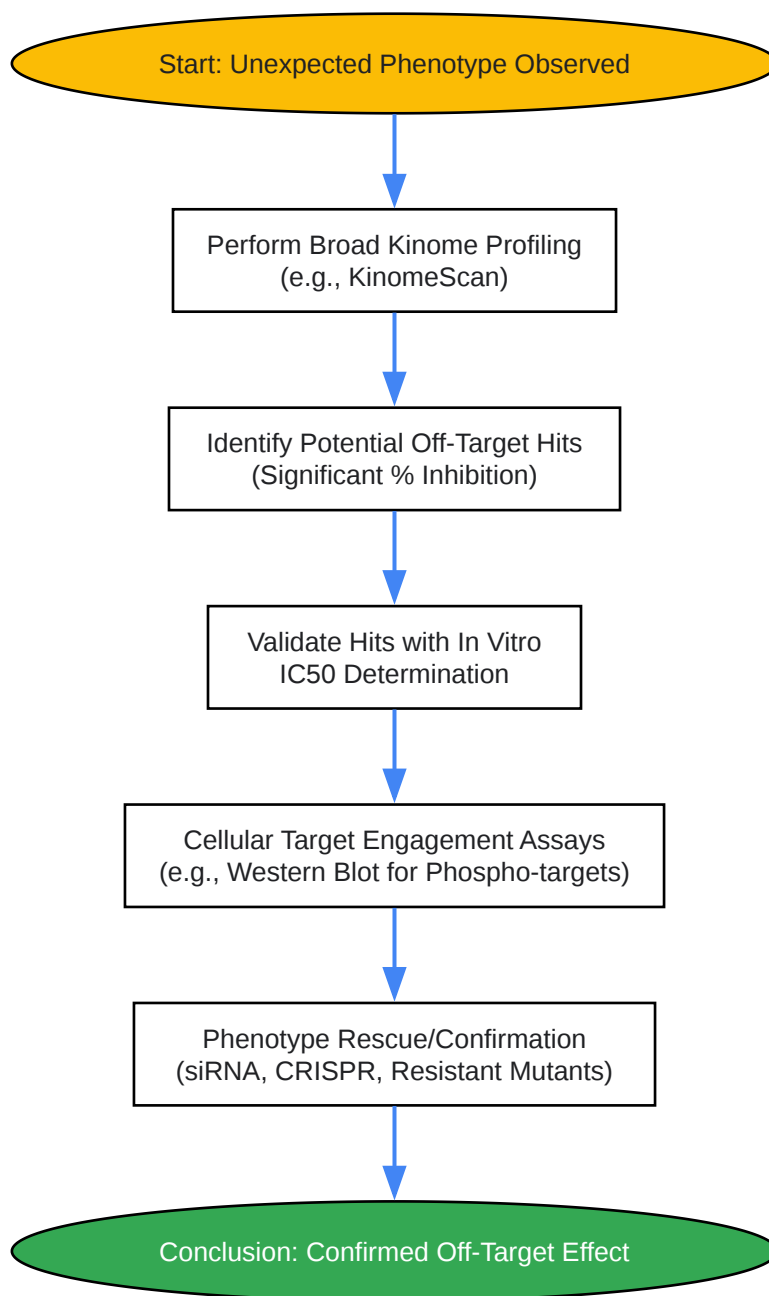 Start: Unexpected Phenotype Observed
Perform Broad Kinome Profiling
(e.g., KinomeScan)
Identify Potential Off-Target Hits
(Significant % Inhibition)
Validate Hits with In Vitro
IC50 Determination
Cellular Target Engagement Assays
(e.g., Western Blot for Phospho-targets)
Phenotype Rescue/Confirmation
(siRNA, CRISPR, Resistant Mutants)
Conclusion: Confirmed Off-Target Effect